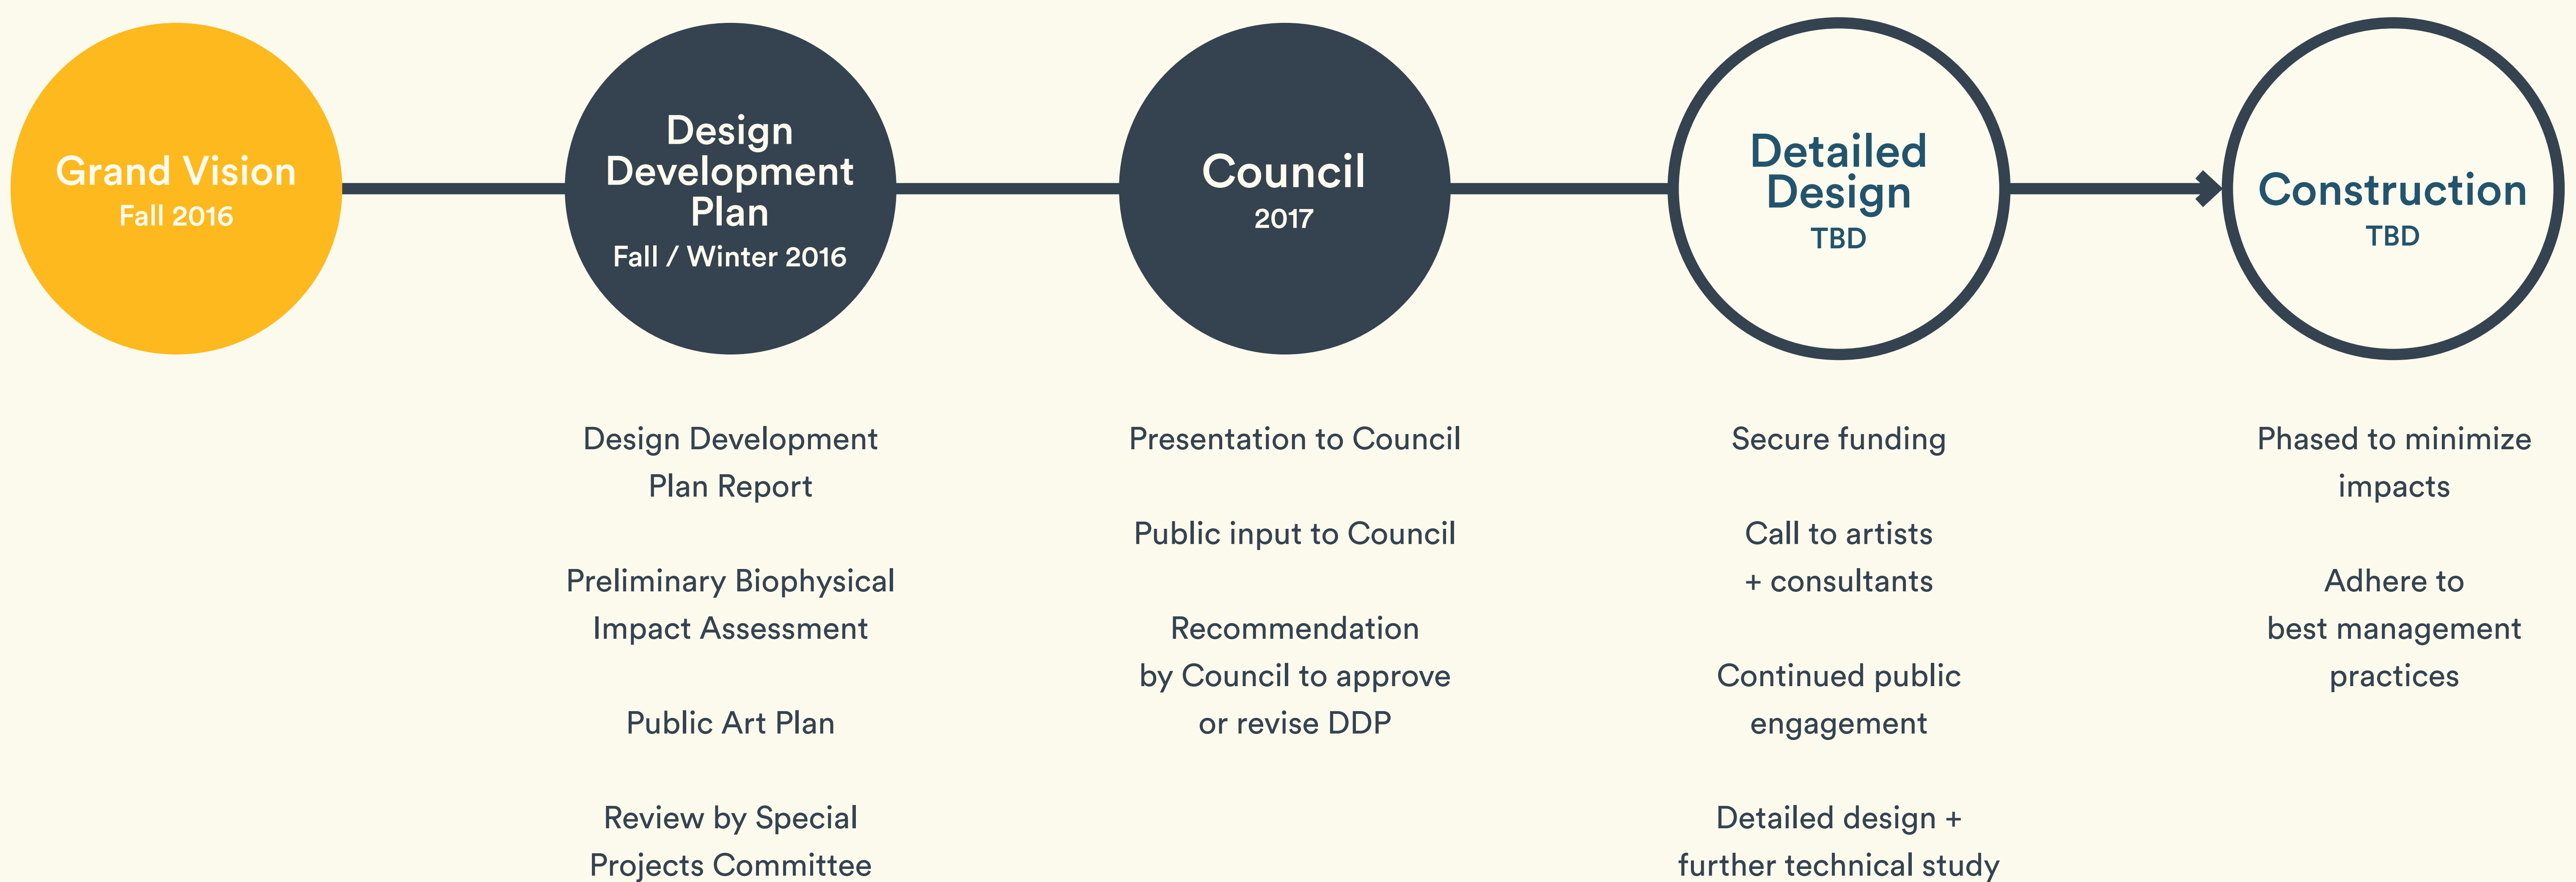 Grand Vision
Fall 2016
Design
Development
Plan
Fall / Winter 2016
Council
2017
Detailed
Design
TBD
Construction
TBD
Design Development
Plan Report
Preliminary Biophysical
Impact Assessment
Public Art Plan
Review by Special
Projects Committee
Presentation to Council
Public input to Council
Recommendation
by Council to approve
or revise DDP
Secure funding
Call to artists
+ consultants
Continued public
engagement
Detailed design +
further technical study
Phased to minimize
impacts
Adhere to
best management
practices